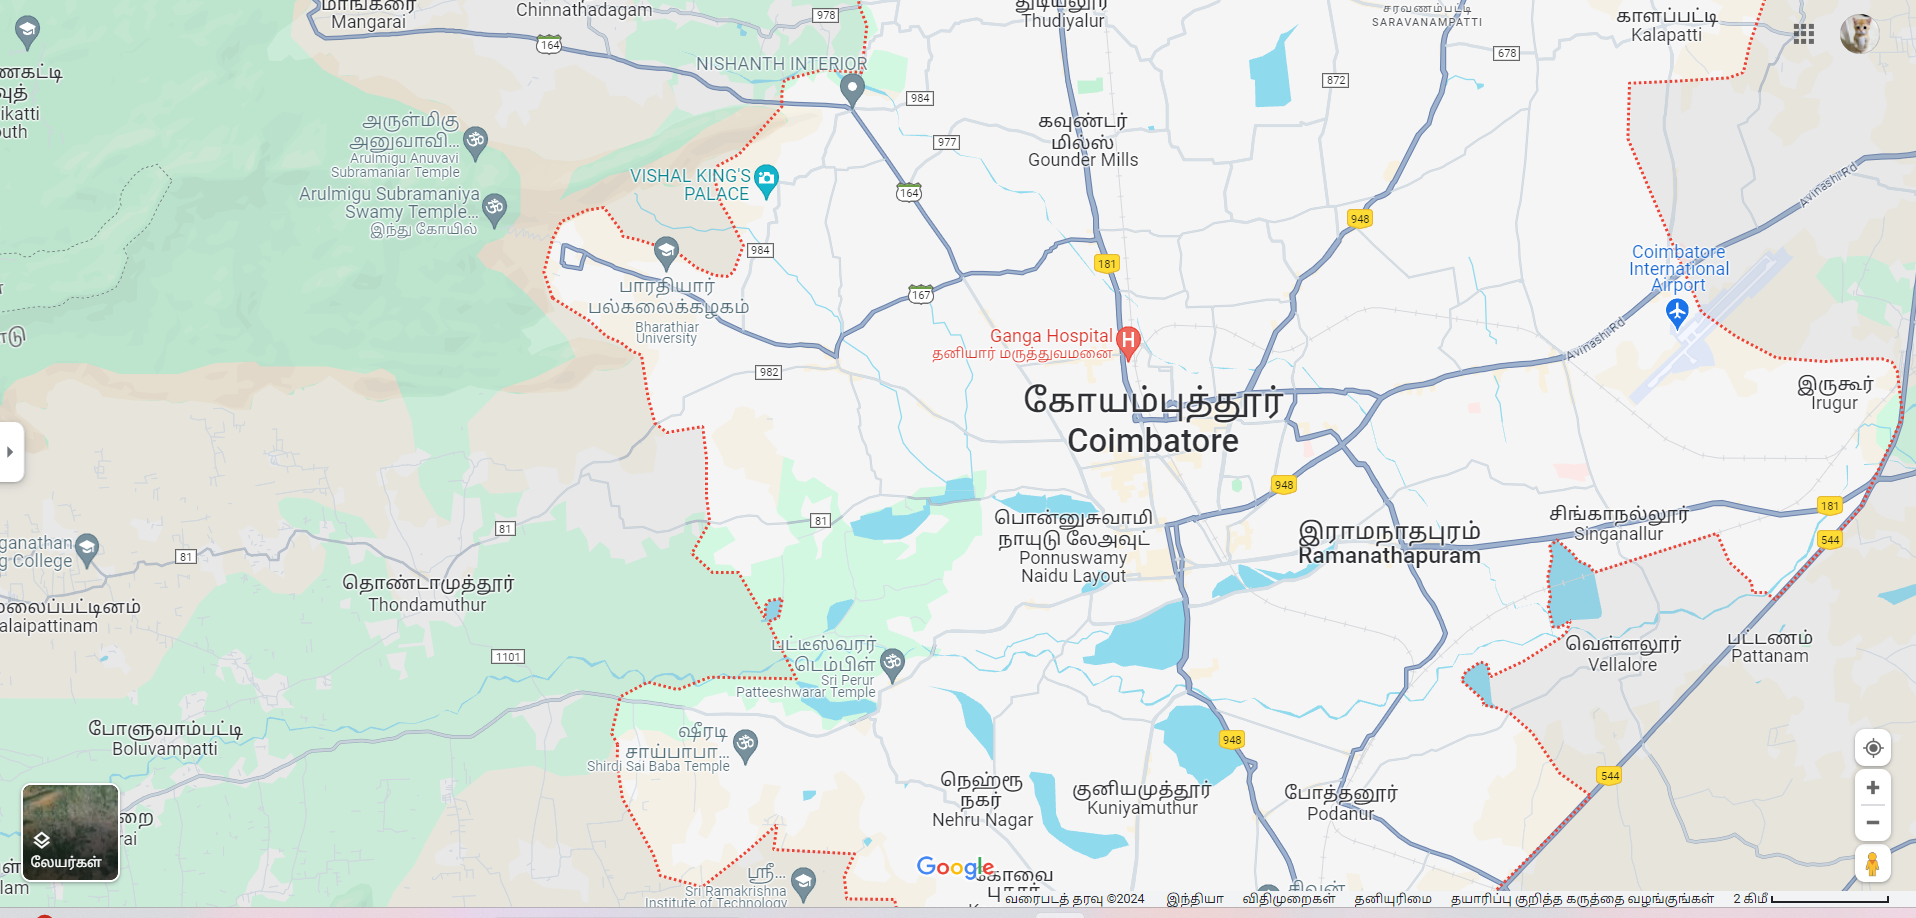 மாங்கரை
Mangarai
Chinnathadagam
978
துடியலூர்
Thudiyalur
சரவணம்பட்டி
SARAVANAMPATTI
காளப்பட்டி
Kalapatti
164
678
NISHANTH INTERIOR
872
984
ikatti
outh
அருள்மிகு
அனுவாவி...
Arulmigu Anuvavi
Subramaniar Temple
கவுண்டர்
மில்ஸ்
Gounder Mills
977
VISHAL KING'S
PALACE
164
Avinashi Rd
Arulmigu Subramaniya
Swamy Temple...
இந்து கோயில்
948
984
181
Coimbatore
International
Airport
பாரதியார்
பல்கலைக்கழகம்
Bharathiar
University
167
Ganga Hospital
தனியார் மருத்துவமனை
H
Avinashi Rd
982
கோயம்புத்தூர்
Coimbatore
இருகூர்
Irugur
948
81
81
81
பொன்னுசுவாமி
நாயுடு லேஅவுட்
Ponnuswamy
Naidu Layout
இராமநாதபுரம்
Ramanathapuram
சிங்காநல்லூர்
Singanallur
181
544
ganathan
g College
தொண்டாமுத்தூர்
Thondamuthur
லைப்பட்டினம்
alaipattinam
1101
பட்டீஸ்வரர்
டெம்பிள்
Sri Perur
Patteeshwarar Temple
வெள்ளலூர்
Vellalore
பட்டணம்
Pattanam
போளுவாம்பட்டி
Boluvampatti
ஷீரடி
சாய்பாபா...
Shirdi Sai Baba Temple
948
544
நெஹ்ரூ
நகர்
Nehru Nagar
குனியமுத்தூர்
Kuniyamuthur
போத்தனூர்
Podanur
லேயர்கள்
ஸ்ரீ...
Sri Ramakrishna
Institute of Technology
Google
கோவை
வரைபடத் தரவு ©2024 இந்தியா விதிமுறைகள் தனியுரிமை தயாரிப்பு குறித்த கருத்தை வழங்குங்கள் 2 கிமீ